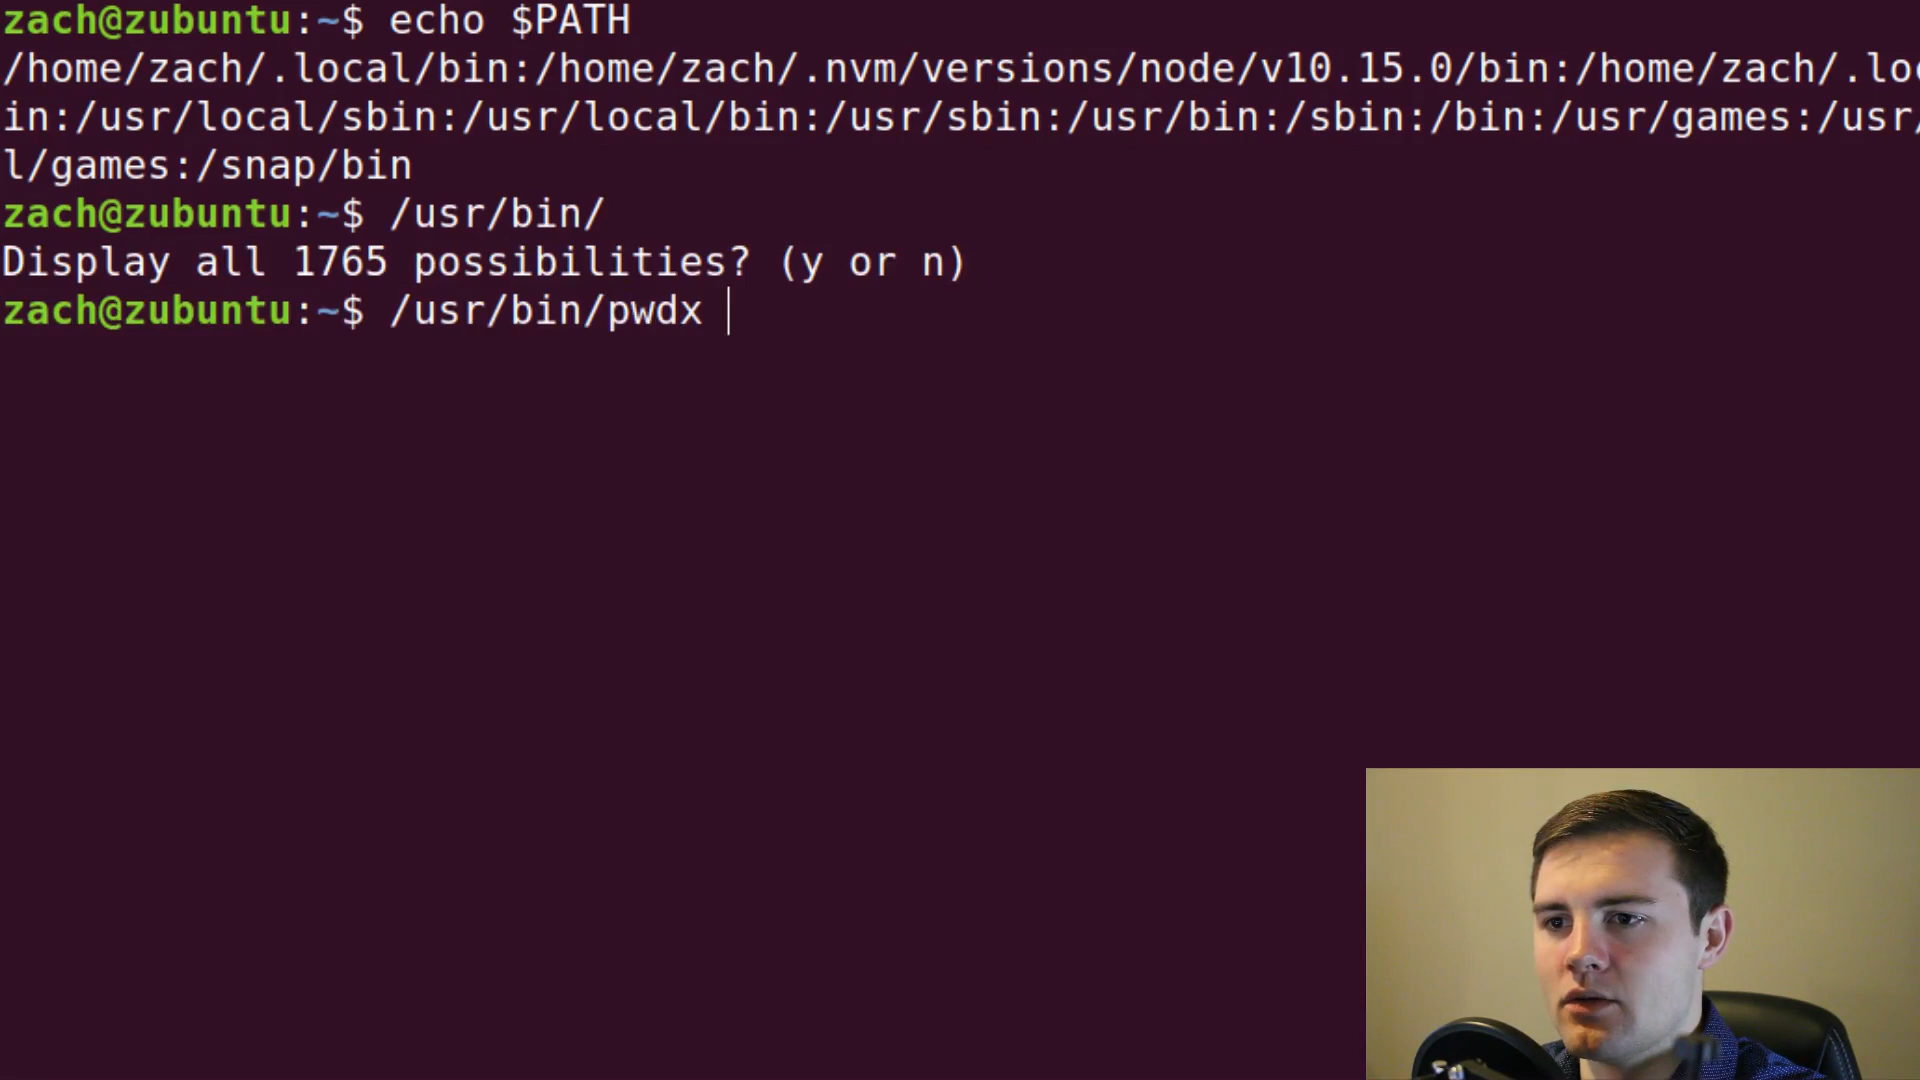 zach@zubuntu:~$ echo $PATH
/home/zach/.local/bin:/home/zach/.nvm/versions/node/v10.15.0/bin:/home/zach/.lo
in:/usr/local/sbin:/usr/local/bin:/usr/sbin:/usr/bin:/sbin:/bin:/usr/games:/usr/
l/games:/snap/bin
zach@zubuntu:~$ /usr/bin/
Display all 1765 possibilities? (y or n)
zach@zubuntu:~$ /usr/bin/pwdx